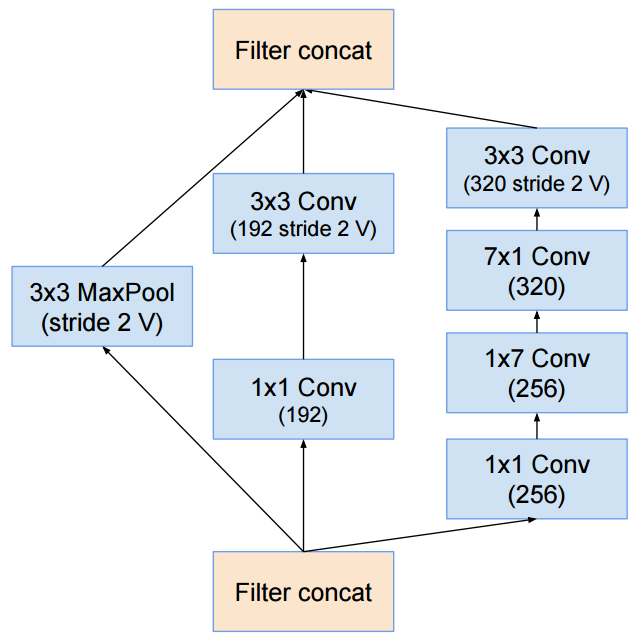 Filter concat
3x3 Conv
(320 stride 2 V)
3x3 Conv
(192 stride 2 V)
7x1 Conv
(320)
3x3 MaxPool
(stride 2 V)
1x7 Conv
(256)
1x1 Conv
(192)
1x1 Conv
(256)
Filter concat